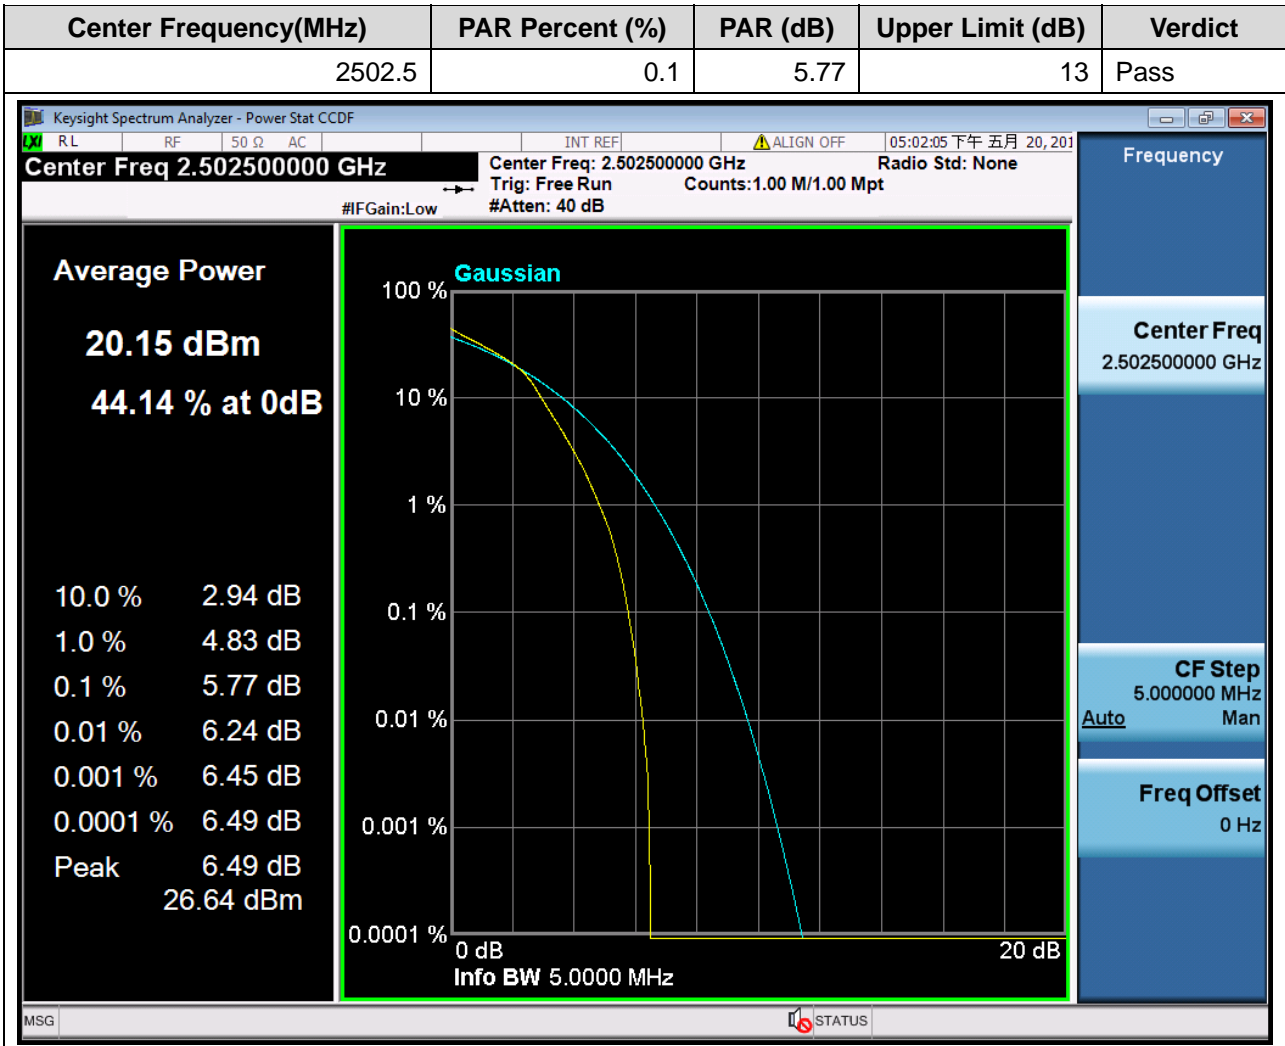 Center Frequency(MHz) PAR Percent (%) PAR (dB) Upper Limit (dB) Verdict
2502.5 0.1 5.77 13 Pass
Keysight Spectrum Analyzer - Power Stat CCDF
LXI RL RF 50 Ω AC INT REF ALIGN OFF 05:02:05 下午 五月 20, 201
Center Freq 2.502500000 GHz
#IFGain:Low
Center Freq: 2.502500000 GHz Radio Std: None
Trig: Free Run Counts:1.00 M/1.00 Mpt
#Atten: 40 dB
Average Power
20.15 dBm
44.14 % at 0dB
10.0 % 2.94 dB
1.0 % 4.83 dB
0.1 % 5.77 dB
0.01 % 6.24 dB
0.001 % 6.45 dB
0.0001 % 6.49 dB
Peak 6.49 dB
26.64 dBm
Gaussian
100 %
10 %
1 %
0.1 %
0.01 %
0.001 %
0.0001 %
0 dB 20 dB
Info BW 5.0000 MHz
Frequency
Center Freq
2.502500000 GHz
CF Step
5.000000 MHz
Auto Man
Freq Offset
0 Hz
MSG STATUS